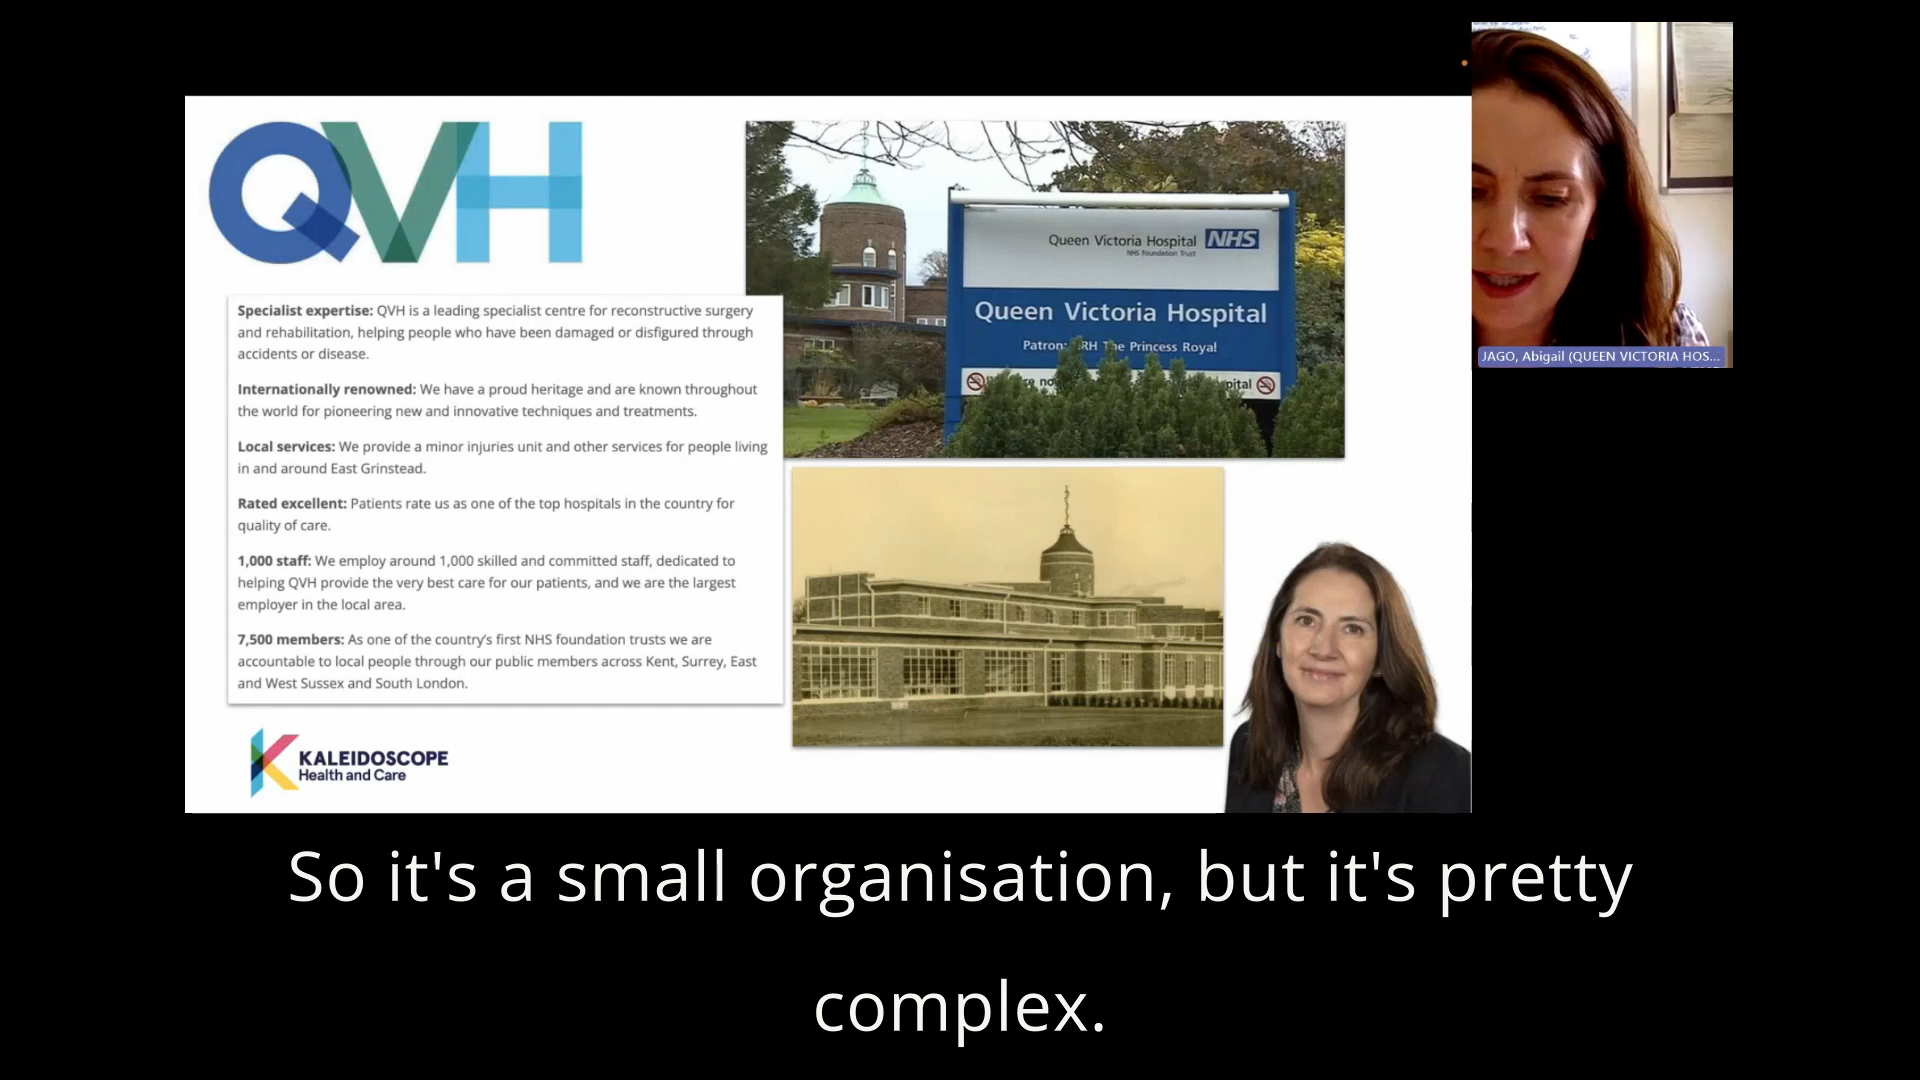 QVH
Specialist expertise: QVH is a leading specialist centre for reconstructive surgery
and rehabilitation, helping people who have been damaged or disfigured through
accidents or disease.
Internationally renowned: We have a proud heritage and are known throughout
the world for pioneering new and innovative techniques and treatments.
Local services: We provide a minor injuries unit and other services for people living
in and around East Grinstead.
Rated excellent: Patients rate us as one of the top hospitals in the country for
quality of care.
1,000 staff: We employ around 1,000 skilled and committed staff, dedicated to
helping QVH provide the very best care for our patients, and we are the largest
employer in the local area.
7,500 members: As one of the country's first NHS foundation trusts we are
accountable to local people through our public members across Kent, Surrey, East
and West Sussex and South London.
KALEIDOSCOPE
Health and Care
Queen Victoria Hospital NHS
NHS Foundation Trust
Queen Victoria Hospital
Patron: HRH The Princess Royal
JAGO, Abigail (QUEEN VICTORIA HOS...
So it's a small organisation, but it's pretty
complex.